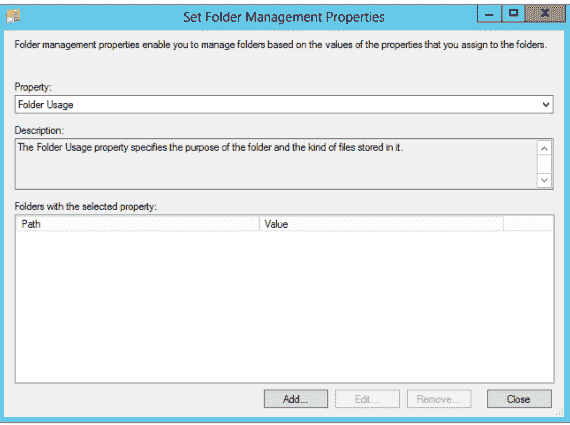 Set Folder Management Properties
Folder management properties enable you to manage folders based on the values of the properties that you assign to the folders.
Property:
Folder Usage
Description:
The Folder Usage property specifies the purpose of the folder and the kind of files stored in it.
Folders with the selected property:
Path Value
Add... Edit... Remove... Close